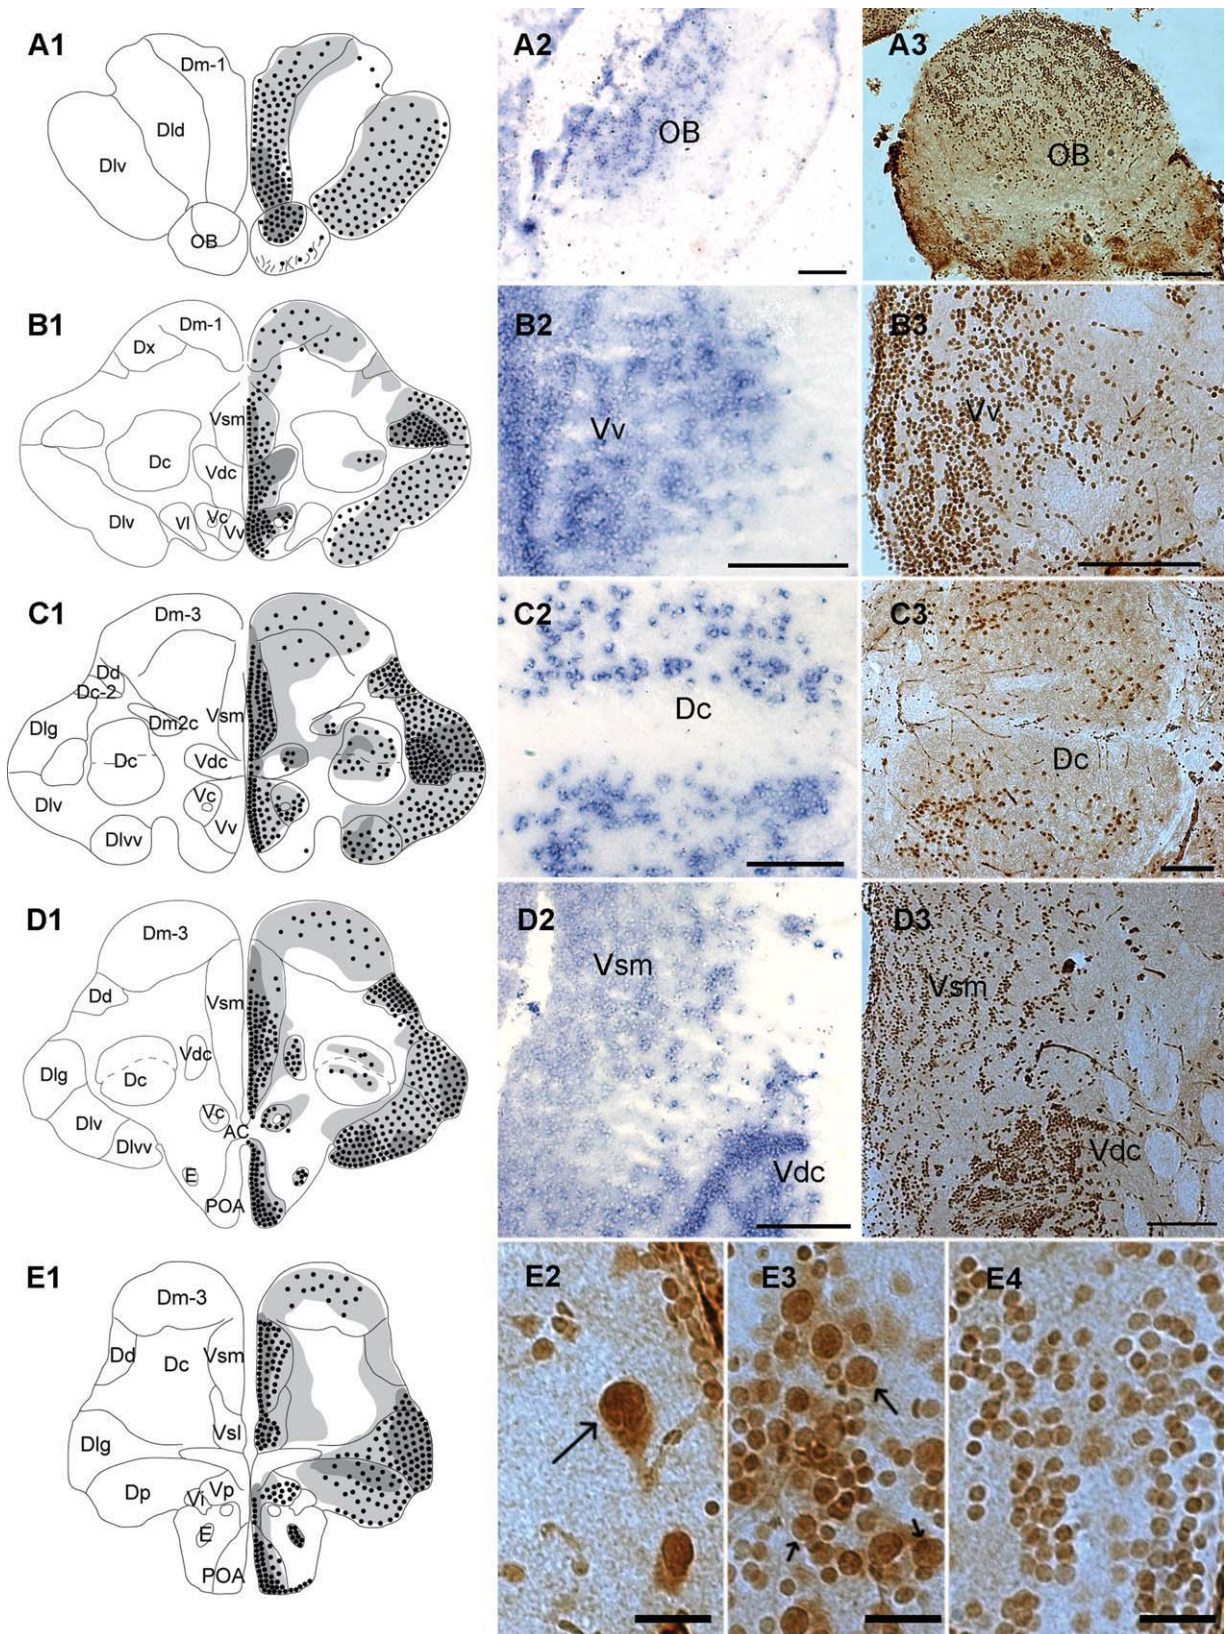 A1
Dm-1
Dld
Dlv
OB
A2
OB
A3
OB
B1
Dm-1
Dx
Vsm
Dc
Vdc
Dlv
Vl
Vc
Vv
B2
Vv
B3
Vv
C1
Dm-3
Dd
Dc-2
Dlg
Dm2c
Vsm
Dc
Vdc
Dlv
Vc
Dlvv
Vv
C2
Dc
C3
Dc
D1
Dm-3
Dd
Vsm
Vdc
Dlg
Dc
Dlv
Vc
AC
Dlvv
E
POA
D2
Vsm
Vdc
D3
Vsm
Vdc
E1
Dm-3
Dd
Dc
Vsm
Vsl
Dlg
Dp
Vi
Vp
E
POA
E2
E3
E4